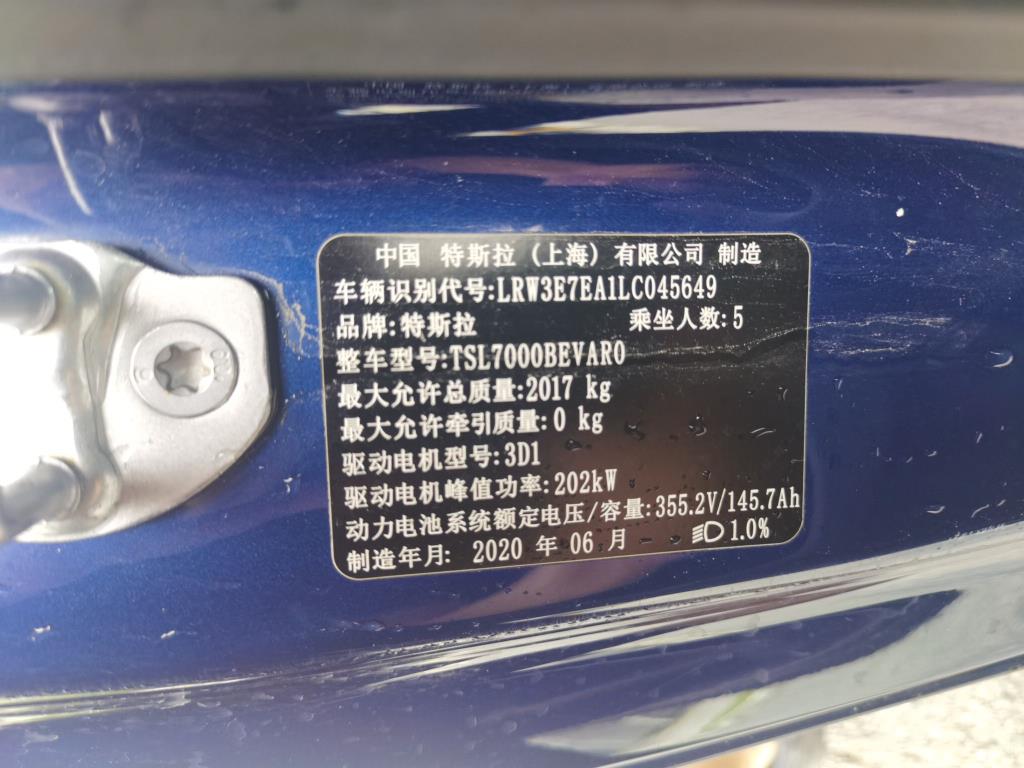 中国 特斯拉（上海）有限公司 制造
车辆识别代号:LRW3E7EA1LC045649
品牌:特斯拉 乘坐人数:5
整车型号:TSL7000BEVAR0
最大允许总质量:2017 kg
最大允许牵引质量:0 kg
驱动电机型号:3D1
驱动电机峰值功率:202kW
动力电池系统额定电压/容量:355.2V/145.7Ah
制造年月: 2020 年 06 月 1.0%